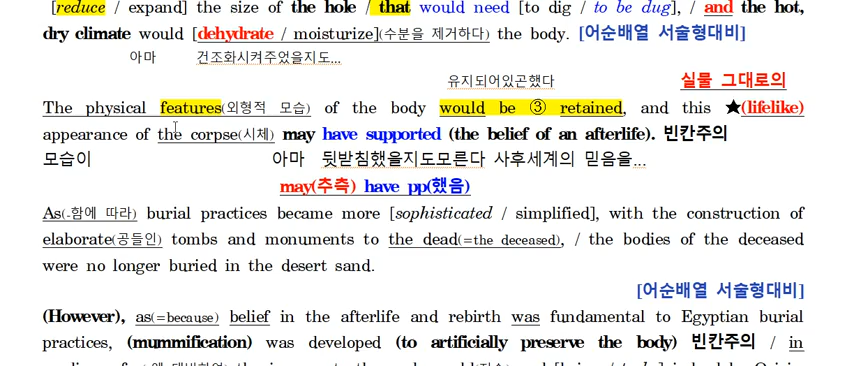 [reduce / expand] the size of the hole / that would need [to dig / to be dug], / and the hot,
dry climate would [dehydrate / moisturize](수분을 제거하다) the body. [어순배열 서술형대비]
아마 건조화시켜주었을지도...
유지되어있곤했다 실물 그대로의
The physical features(외형적 모습) of the body would be ③ retained, and this ★(lifelike)
appearance of the corpse(시체) may have supported (the belief of an afterlife). 빈칸주의
모습이 아마 뒷받침했을지도모른다 사후세계의 믿음을...
may(추측) have pp(했음)
As(-함에 따라) burial practices became more [sophisticated / simplified], with the construction of
elaborate(공들인) tombs and monuments to the dead(=the deceased), / the bodies of the deceased
were no longer buried in the desert sand.
[어순배열 서술형대비]
(However), as(=because) belief in the afterlife and rebirth was fundamental to Egyptian burial
practices, (mummification) was developed (to artificially preserve the body) 빈칸주의 / in